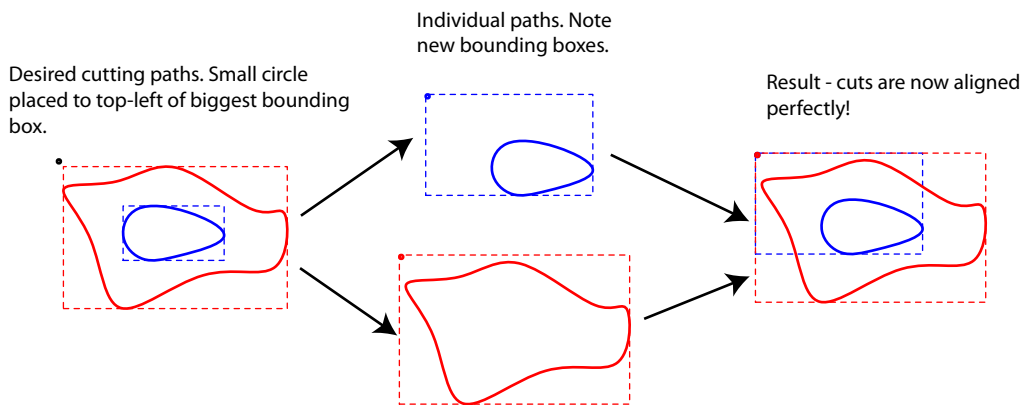 Desired cutting paths. Small circle
placed to top-left of biggest bounding
box.
Individual paths. Note
new bounding boxes.
Result - cuts are now aligned
perfectly!